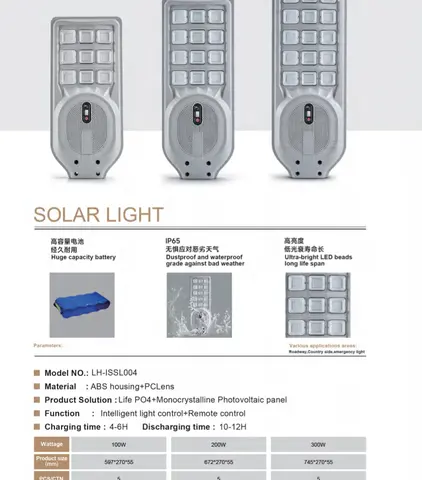 SOLAR LIGHT
高容量电池
经久耐用
Huge capacity battery
IP65
无惧应对恶劣天气
Dustproof and waterproof
grade against bad weather
高亮度
低光衰寿命长
Ultra-bright LED beads
long life span
Parameters
Various applications areas:
Roadway,Country side,emergency light
Model NO.: LH-ISSL004
Material : ABS housing+PCLens
Product Solution : Life PO4+Monocrystalline Photovoltaic panel
Function : Intelligent light control+Remote control
Charging time : 4-6H Discharging time : 10-12H
Wattage 100W 200W 300W
Product size
(mm) 597*270*55 672*270*55 745*270*55
PCS/CTN 5 5 5